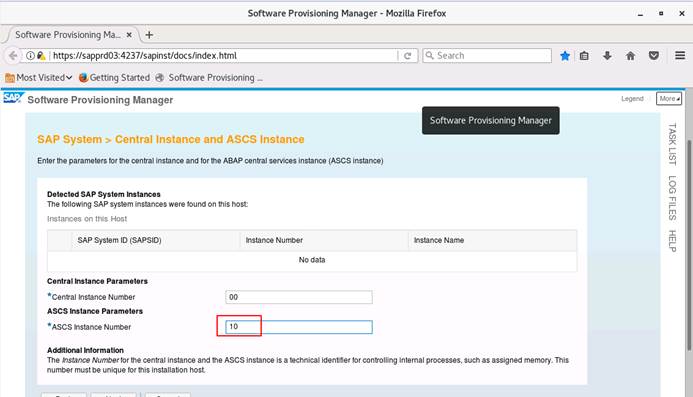 Software Provisioning Manager - Mozilla Firefox
Software Provisioning Ma...
https://sapprd03:4237/sapinst/docs/index.html
Search
Most Visited
Getting Started
Software Provisioning ...
SAP Software Provisioning Manager
Legend
More
Software Provisioning Manager
SAP System > Central Instance and ASCS Instance
Enter the parameters for the central instance and for the ABAP central services instance (ASCS instance)
TASK LIST
LOG FILES
HELP
Detected SAP System Instances
The following SAP system instances were found on this host:
Instances on this Host
SAP System ID (SAPSID) Instance Number Instance Name
No data
Central Instance Parameters
*Central Instance Number 00
ASCS Instance Parameters
*ASCS Instance Number 10
Additional Information
The Instance Number for the central instance and the ASCS instance is a technical identifier for controlling internal processes, such as assigned memory. This
number must be unique for this installation host.